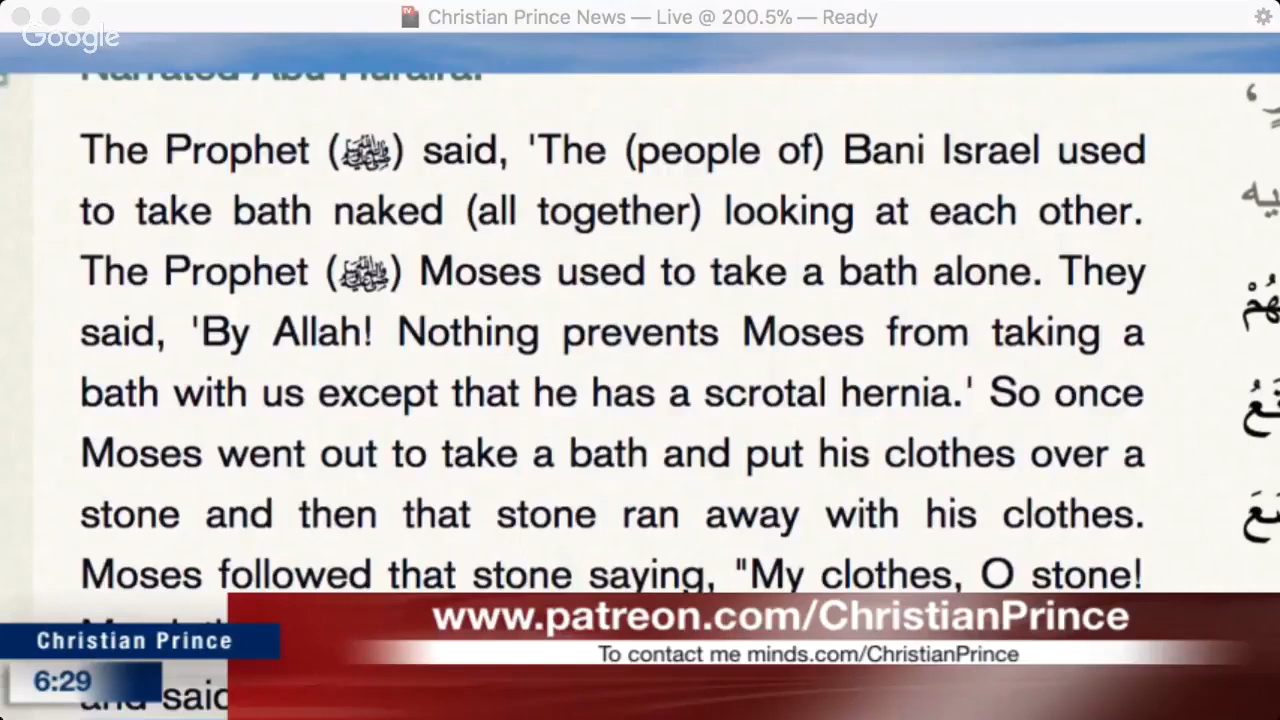 Christian Prince News — Live @ 200.5% — Ready
Google
Narrated Abu Huraira:
The Prophet (ﷺ) said, 'The (people of) Bani Israel used
to take bath naked (all together) looking at each other.
The Prophet (ﷺ) Moses used to take a bath alone. They
said, 'By Allah! Nothing prevents Moses from taking a
bath with us except that he has a scrotal hernia.' So once
Moses went out to take a bath and put his clothes over a
stone and then that stone ran away with his clothes.
Moses followed that stone saying, "My clothes, O stone!
and said
www.patreon.com/ChristianPrince
To contact me minds.com/ChristianPrince
Christian Prince
6:29